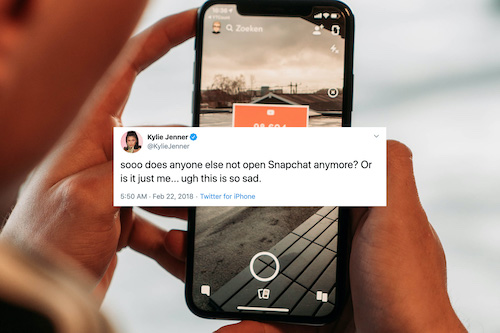 Zoeken
Kylie Jenner
@KylieJenner
sooo does anyone else not open Snapchat anymore? Or
is it just me... ugh this is so sad.
5:50 AM · Feb 22, 2018 · Twitter for iPhone